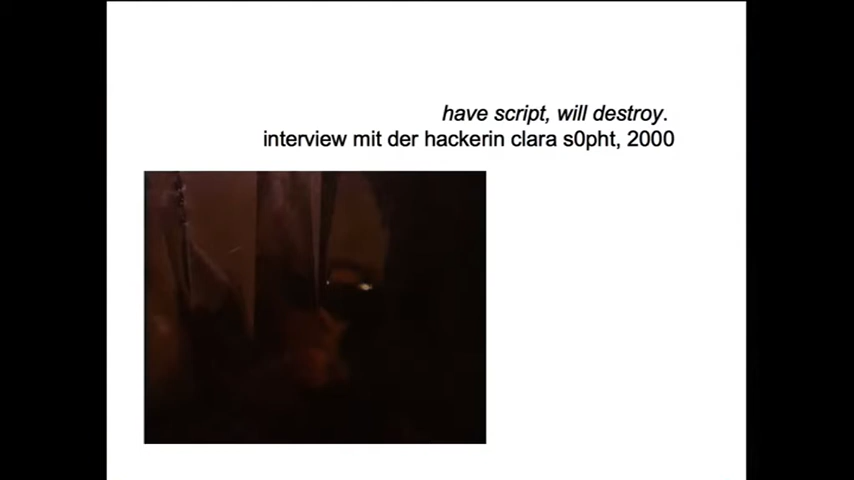 have script, will destroy.
interview mit der hackerin clara s0pht, 2000